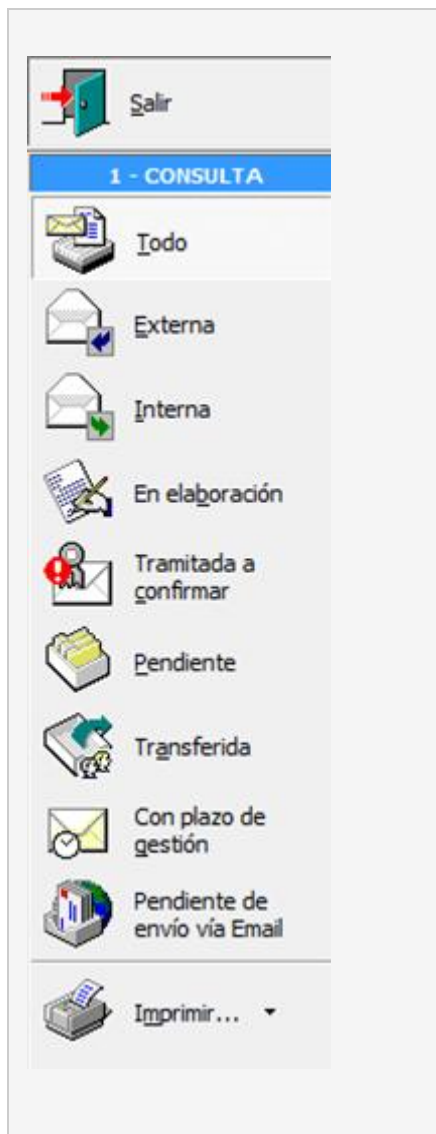 Salir
1 - CONSULTA
Todo
Externa
Interna
En elaboración
Tramitada a
confirmar
Pendiente
Transferida
Con plazo de
gestión
Pendiente de
envío vía Email
Imprimir...